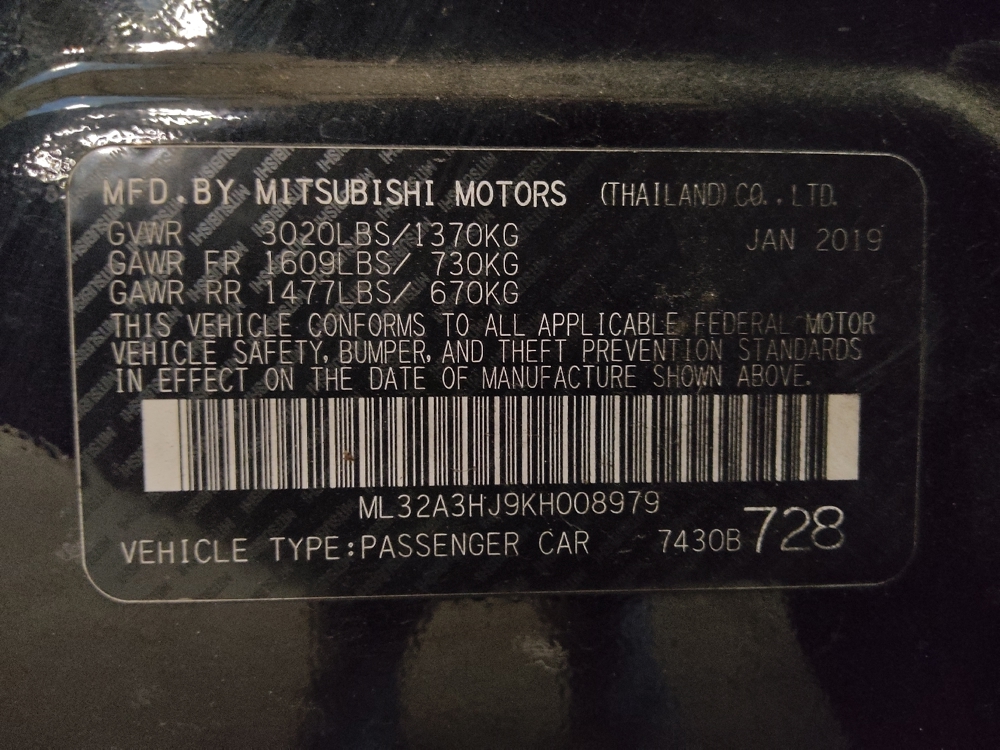 MFD.BY MITSUBISHI MOTORS (THAILAND) CO., LTD.
GVWR 3020LBS/1370KG JAN 2019
GAWR FR 1609LBS/ 730KG
GAWR RR 1477LBS/ 670KG
THIS VEHICLE CONFORMS TO ALL APPLICABLE FEDERAL MOTOR
VEHICLE SAFETY, BUMPER, AND THEFT PREVENTION STANDARDS
IN EFFECT ON THE DATE OF MANUFACTURE SHOWN ABOVE.
ML32A3HJ9KH008979
VEHICLE TYPE:PASSENGER CAR 7430B 728